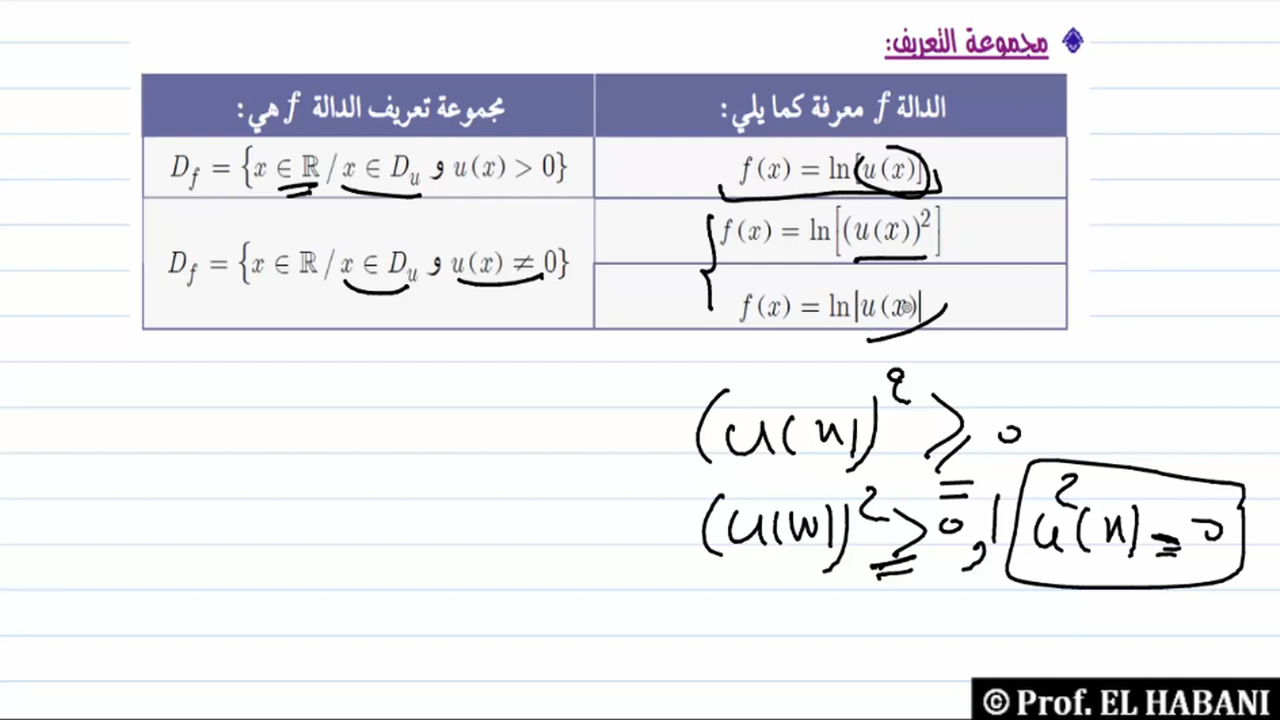 مجموعة التعريف:
الدالة f معرفة كما يلي:
مجموعة تعريف الدالة f هي:
f(x) = ln[u(x)]
D_f = {x ∈ ℝ / x ∈ D_u و u(x) > 0}
f(x) = ln[(u(x))²]
f(x) = ln|u(x)|
D_f = {x ∈ ℝ / x ∈ D_u و u(x) ≠ 0}
(u(x))² ≥ 0
(u(x))² ≥ 0, u²(x) = 0
© Prof. EL HABANI